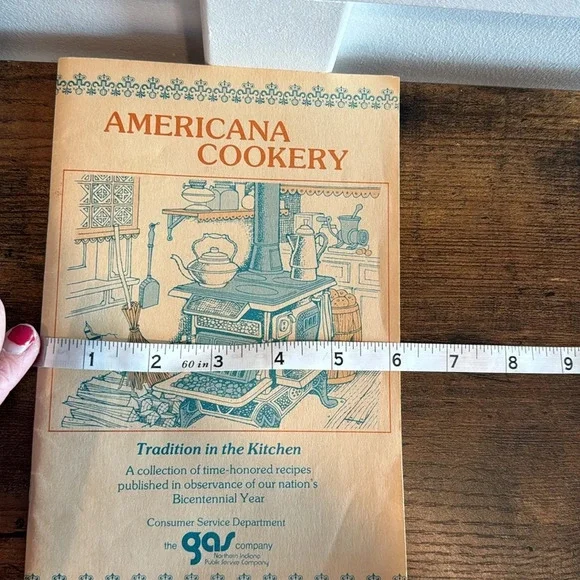 AMERICANA
COOKERY
1 2 60 in 3 4 5 6 7 8 9
Tradition in the Kitchen
A collection of time-honored recipes
published in observance of our nation's
Bicentennial Year
Consumer Service Department
the gas company
Northern Indiana
Public Service Company